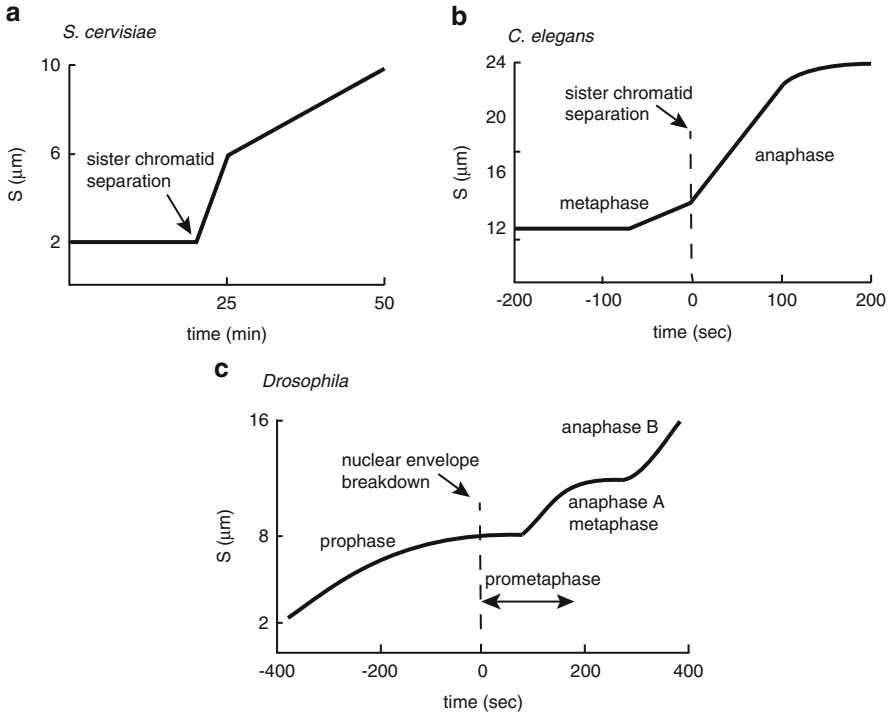 a
S. cervisiae
10
6
2
S (μm)
sister chromatid
separation
25
50
time (min)
b
C. elegans
24
20
16
12
S (μm)
sister chromatid
separation
metaphase
anaphase
-200
-100
0
100
200
time (sec)
c
Drosophila
16
8
2
S (μm)
nuclear envelope
breakdown
prophase
prometaphase
anaphase A
metaphase
anaphase B
-400
-200
0
200
400
time (sec)